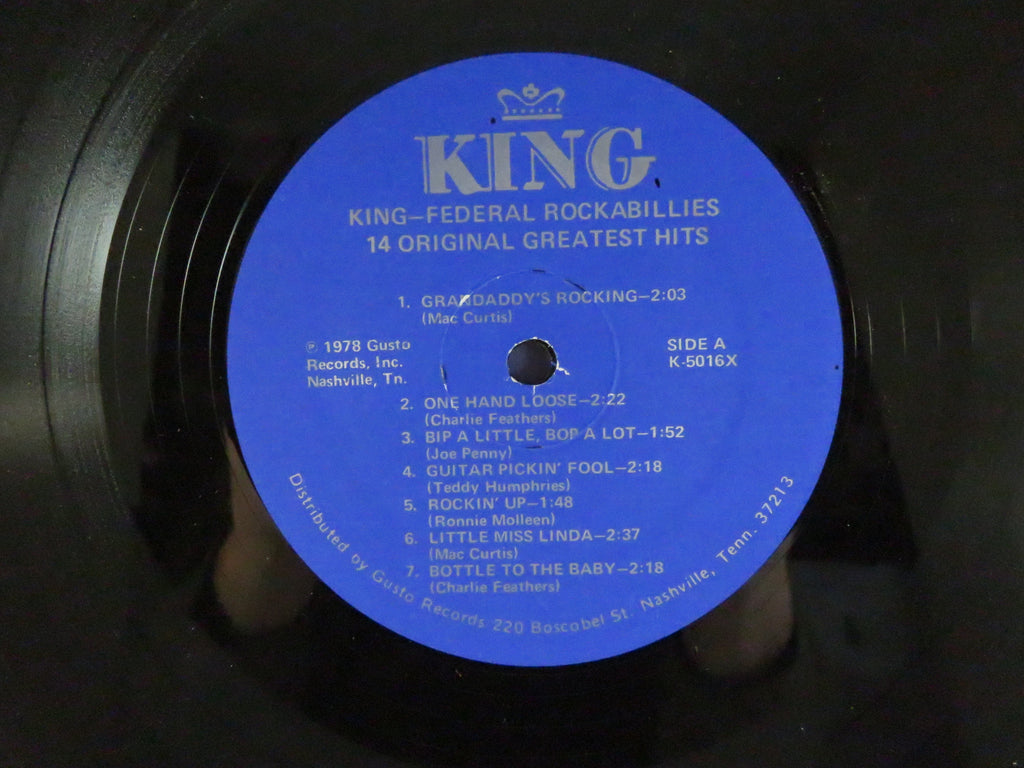 KING
KING—FEDERAL ROCKABILLIES
14 ORIGINAL GREATEST HITS
1. GRANDADDY'S ROCKING—2:03
(Mac Curtis)
℗ 1978 Gusto
Records, Inc.
Nashville, Tn.
SIDE A
K-5016X
2. ONE HAND LOOSE—2:22
(Charlie Feathers)
3. BIP A LITTLE, BOP A LOT—1:52
(Joe Penny)
4. GUITAR PICKIN' FOOL—2:18
(Teddy Humphries)
5. ROCKIN' UP—1:48
(Ronnie Molleen)
6. LITTLE MISS LINDA—2:37
(Mac Curtis)
7. BOTTLE TO THE BABY—2:18
(Charlie Feathers)
Distributed by Gusto Records 220 Boscobel St. Nashville, Tenn. 37213